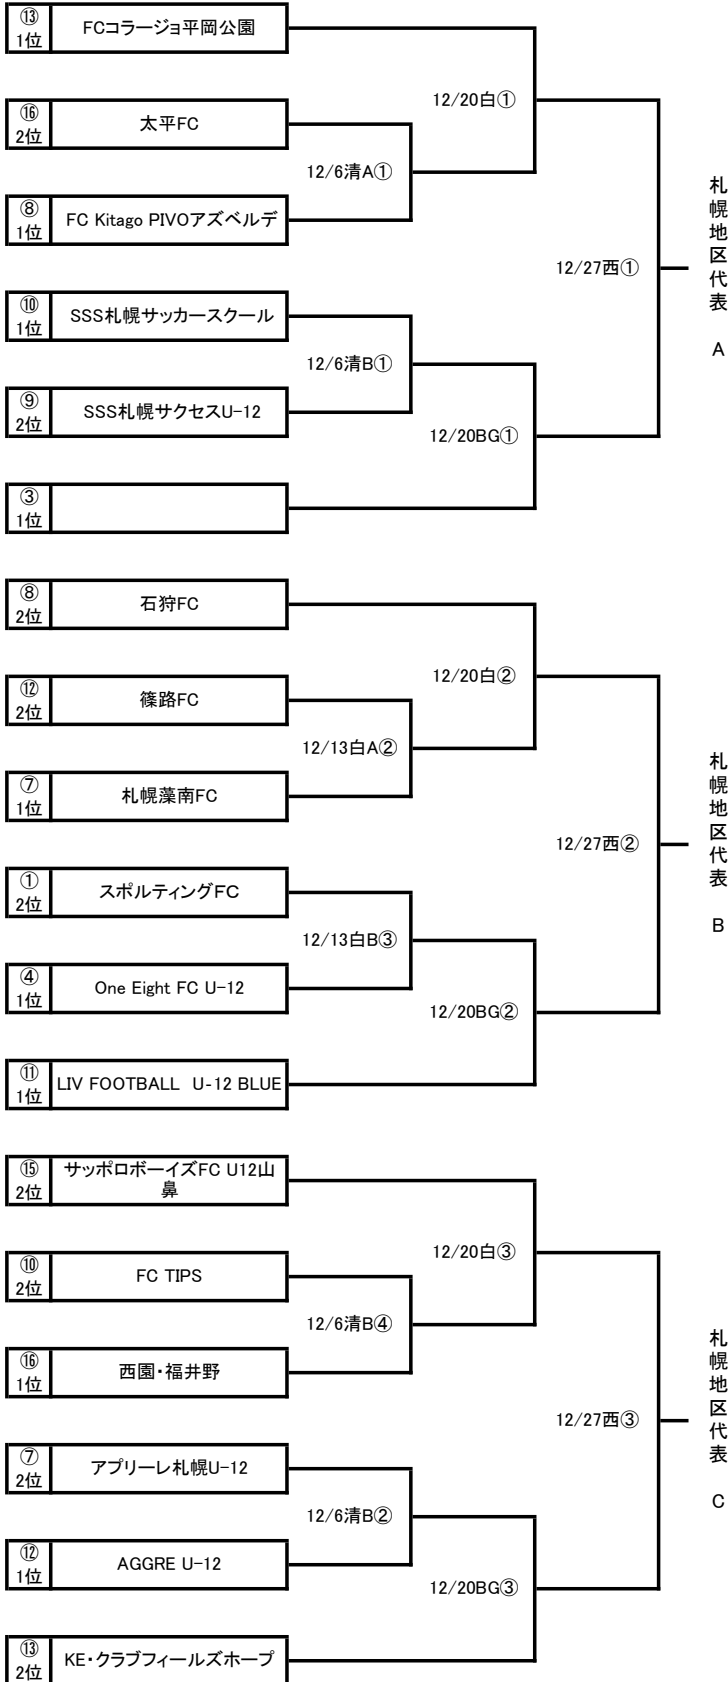 ⑬
1位
FCコラージョ平岡公園
12/20白①
⑯
2位
太平FC
12/6清A①
⑧
1位
FC Kitago PIVOアズベルデ
12/27西①
札幌地区代表 A
⑩
1位
SSS札幌サッカースクール
12/6清B①
⑨
2位
SSS札幌サクセスU-12
12/20BG①
③
1位
⑧
2位
石狩FC
12/20白②
⑫
2位
篠路FC
12/13白A②
⑦
1位
札幌藻南FC
12/27西②
札幌地区代表 B
①
2位
スポルティングFC
12/13白B③
④
1位
One Eight FC U-12
12/20BG②
⑪
1位
LIV FOOTBALL U-12 BLUE
⑮
2位
サッポロボーイズFC U12山
鼻
12/20白③
⑩
2位
FC TIPS
12/6清B④
⑯
1位
西園・福井野
12/27西③
札幌地区代表 C
⑦
2位
アプリーレ札幌U-12
12/6清B②
⑫
1位
AGGRE U-12
12/20BG③
⑬
2位
KE・クラブフィールズホープ